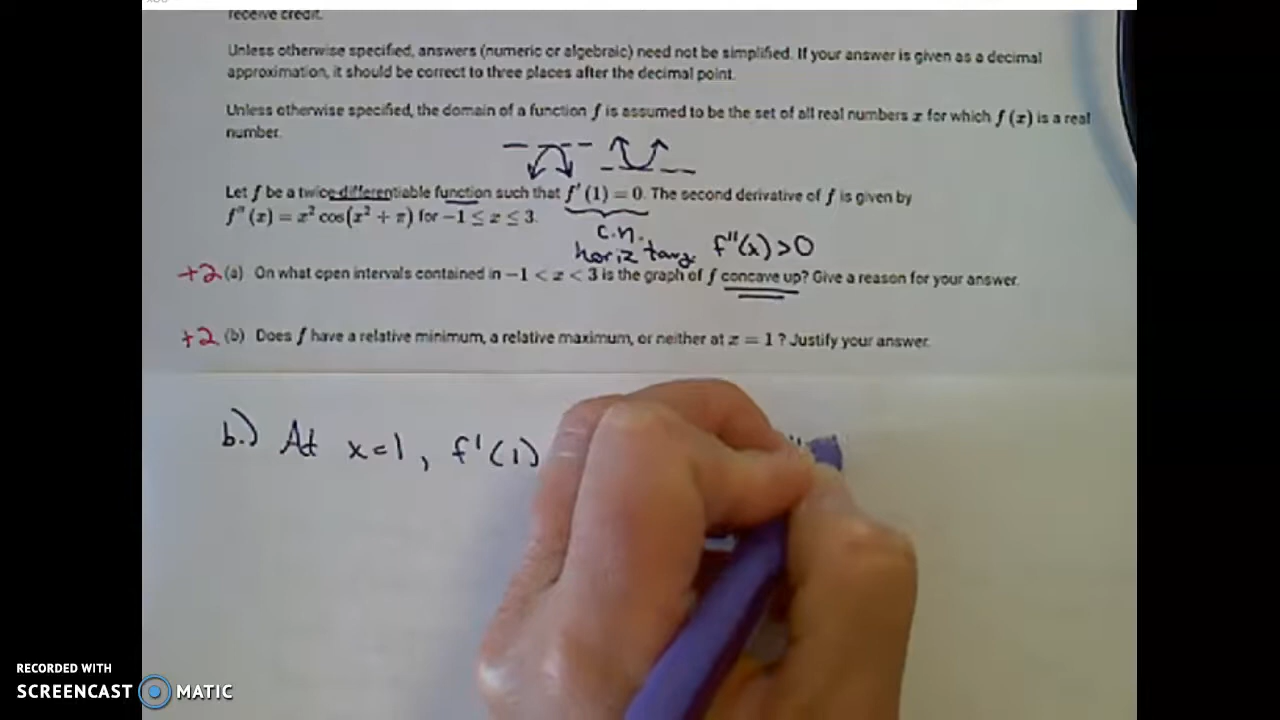 receive credit.
Unless otherwise specified, answers (numeric or algebraic) need not be simplified. If your answer is given as a decimal
approximation, it should be correct to three places after the decimal point.
Unless otherwise specified, the domain of a function f is assumed to be the set of all real numbers x for which f (x) is a real
number.
Let f be a twice-differentiable function such that f′ (1) = 0. The second derivative of f is given by
f″ (x) = x² cos(x² + π) for −1 ≤ x ≤ 3.
c.n.
horiz tang. f"(x) > 0
+2 (a) On what open intervals contained in −1 < x < 3 is the graph of f concave up? Give a reason for your answer.
+2 (b) Does f have a relative minimum, a relative maximum, or neither at x = 1 ? Justify your answer.
b.) At x=1, f'(1)
RECORDED WITH
SCREENCAST MATIC